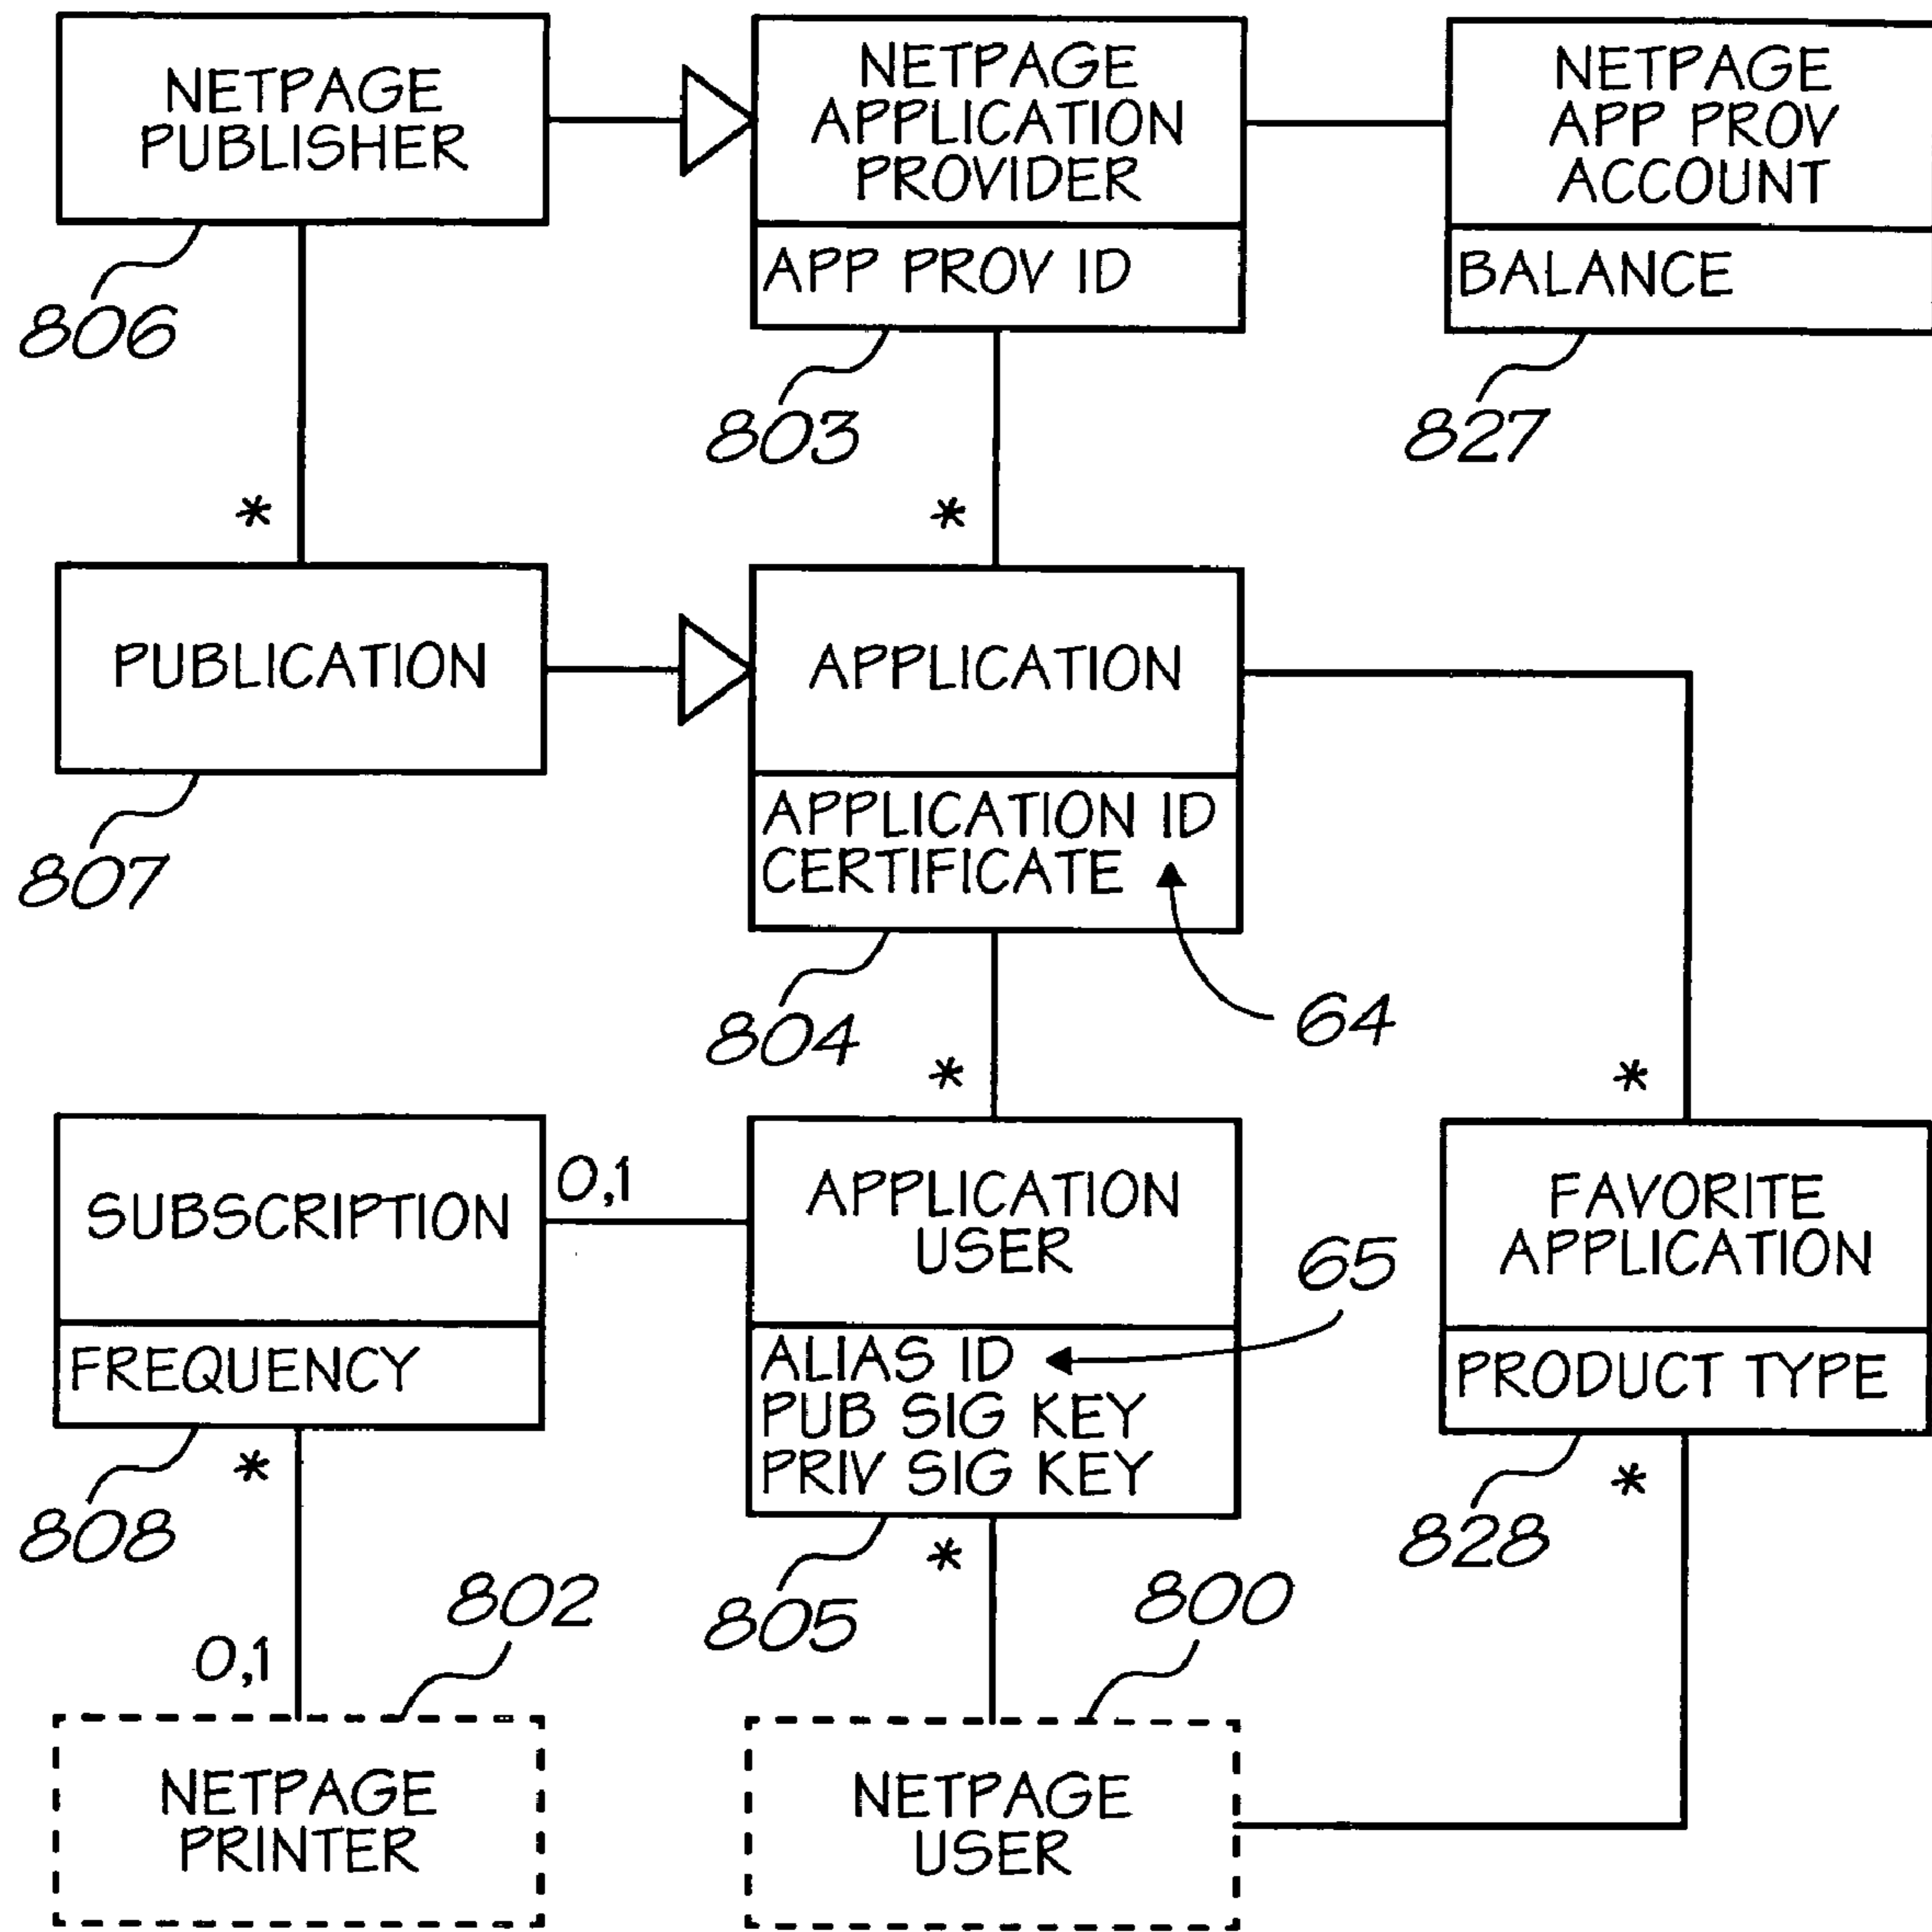 NETPAGE
PUBLISHER
806
NETPAGE
APPLICATION
PROVIDER
APP PROV ID
803
NETPAGE
APP PROV
ACCOUNT
BALANCE
827
*
*
PUBLICATION
807
APPLICATION
APPLICATION ID
CERTIFICATE
804
64
*
*
SUBSCRIPTION
FREQUENCY
808
0,1
APPLICATION
USER
ALIAS ID
PUB SIG KEY
PRIV SIG KEY
805
65
FAVORITE
APPLICATION
PRODUCT TYPE
828
*
*
*
0,1
802
800
NETPAGE
PRINTER
NETPAGE
USER